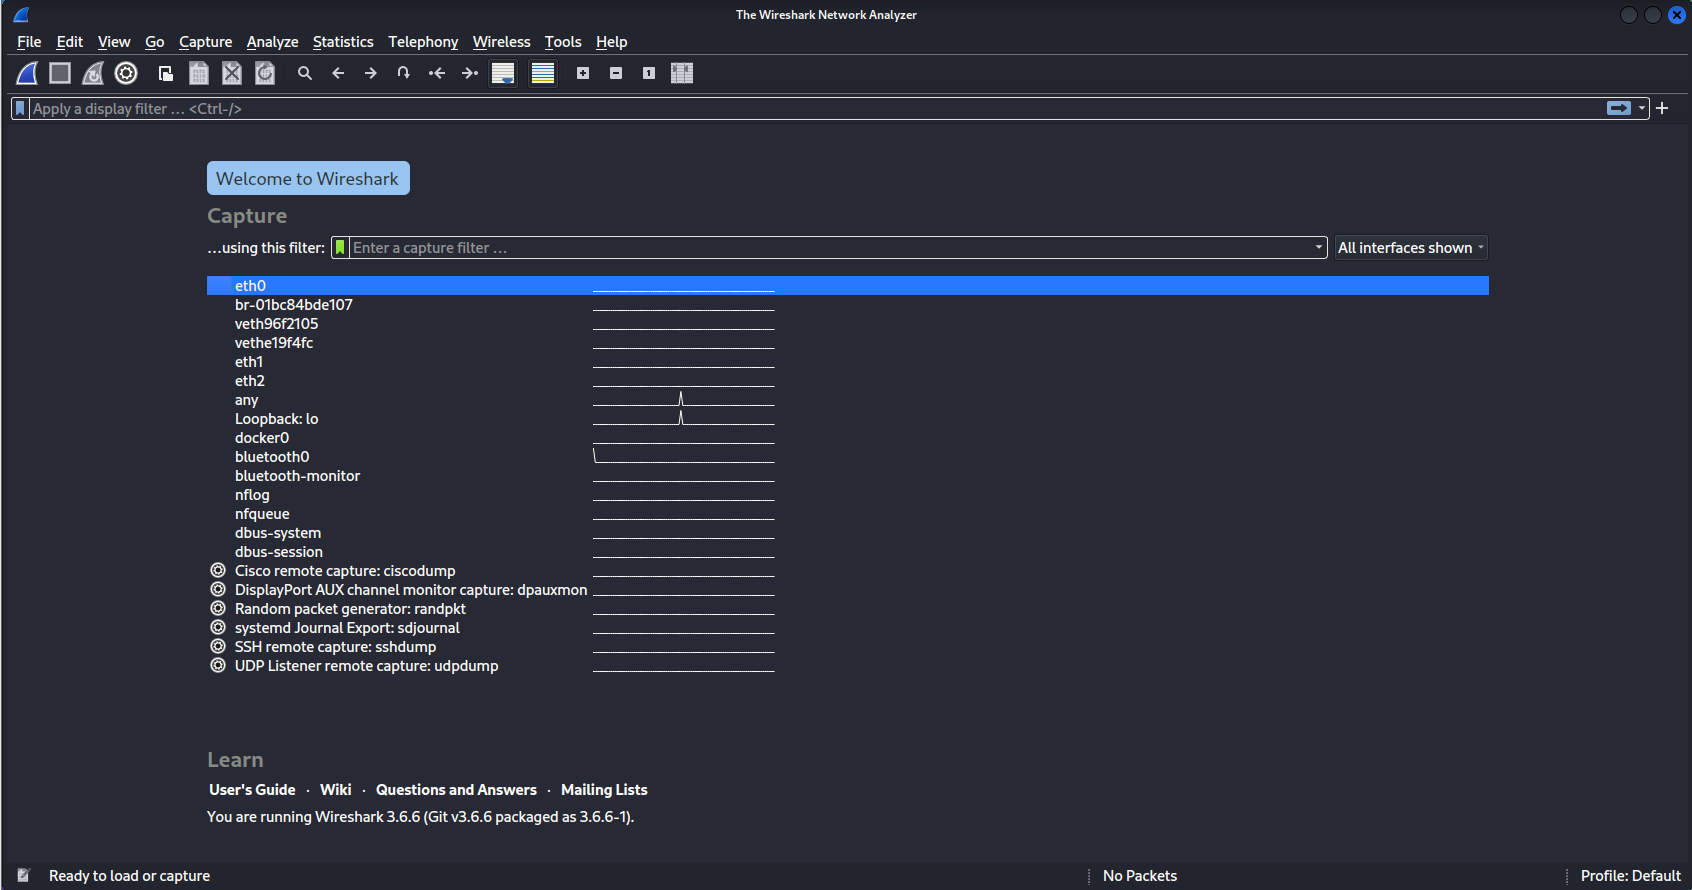 The Wireshark Network Analyzer
File Edit View Go Capture Analyze Statistics Telephony Wireless Tools Help
Apply a display filter ... <Ctrl-/>
Welcome to Wireshark
Capture
...using this filter: Enter a capture filter ... All interfaces shown
eth0
br-01bc84bde107
veth96f2105
vethe19f4fc
eth1
eth2
any
Loopback: lo
docker0
bluetooth0
bluetooth-monitor
nflog
nfqueue
dbus-system
dbus-session
Cisco remote capture: ciscodump
DisplayPort AUX channel monitor capture: dpauxmon
Random packet generator: randpkt
systemd Journal Export: sdjournal
SSH remote capture: sshdump
UDP Listener remote capture: udpdump
Learn
User's Guide · Wiki · Questions and Answers · Mailing Lists
You are running Wireshark 3.6.6 (Git v3.6.6 packaged as 3.6.6-1).
Ready to load or capture No Packets Profile: Default